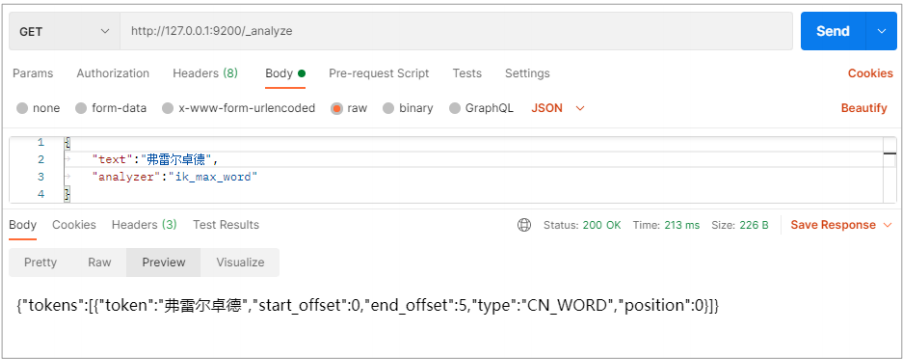 GET http://127.0.0.1:9200/_analyze Send
Params Authorization Headers (8) Body Pre-request Script Tests Settings Cookies
none form-data x-www-form-urlencoded raw binary GraphQL JSON Beautify
1 {
2 "text":"弗雷尔卓德",
3 "analyzer":"ik_max_word"
4 }
Body Cookies Headers (3) Test Results Status: 200 OK Time: 213 ms Size: 226 B Save Response
Pretty Raw Preview Visualize
{"tokens":[{"token":"弗雷尔卓德","start_offset":0,"end_offset":5,"type":"CN_WORD","position":0}]}